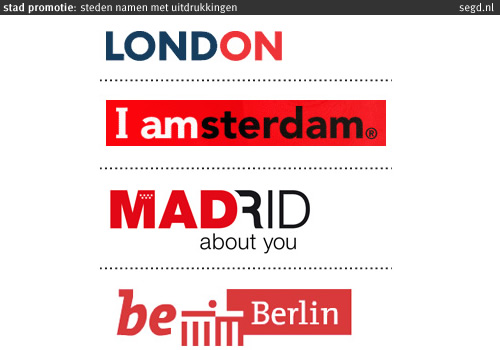 stad promotie: steden namen met uitdrukkingen segd.nl
LONDON
I amsterdam®
MADRID
about you
be Berlin